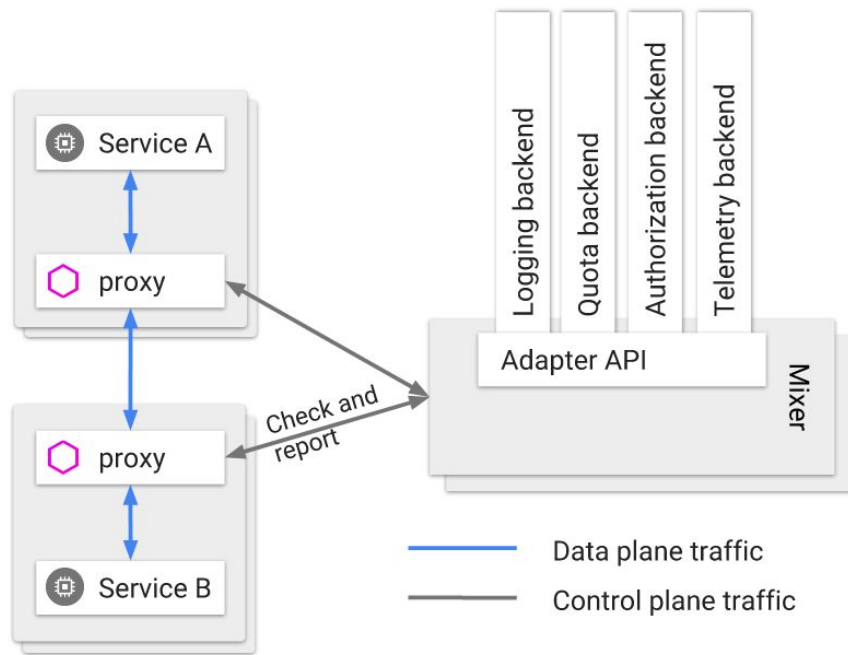 Service A
proxy
proxy
Service B
Check and
report
Logging backend
Quota backend
Authorization backend
Telemetry backend
Adapter API
Mixer
Data plane traffic
Control plane traffic